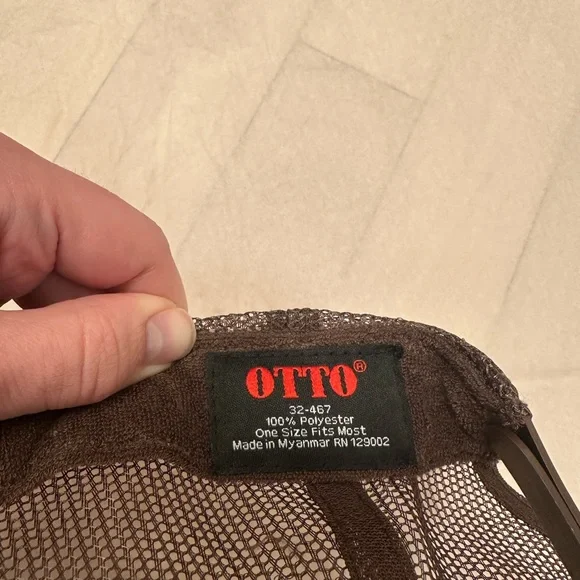 OTTO®
32-467
100% Polyester
One Size Fits Most
Made in Myanmar RN 129002